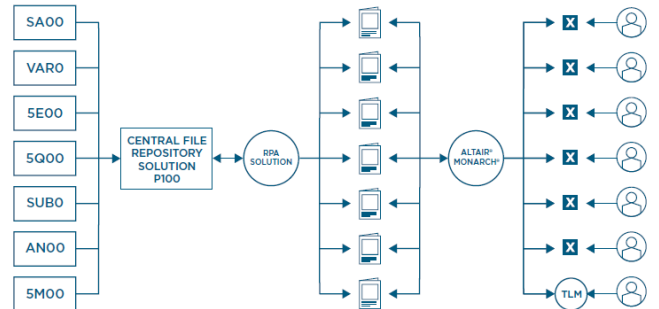 SA00
VAR0
5E00
5Q00
SUB0
AN00
5M00
CENTRAL FILE
REPOSITORY
SOLUTION
P100
RPA
SOLUTION
ALTAIR®
MONARCH®
X
X
X
X
X
X
TLM